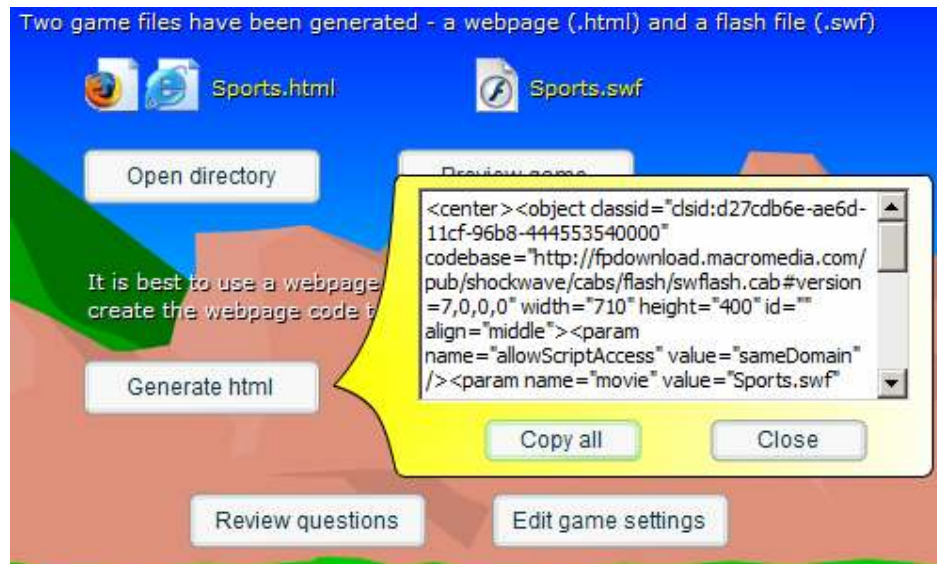 Two game files have been generated - a webpage (.html) and a flash file (.swf)
Sports.html
Sports.swf
Open directory
Preview game
<center><object classid="clsid:d27cdb6e-ae6d-
11cf-96b8-444553540000"
codebase="http://fpdownload.macromedia.com/
pub/shockwave/cabs/flash/swflash.cab#version
=7,0,0,0" width="710" height="400" id=""
align="middle"><param
name="allowScriptAccess" value="sameDomain"
/><param name="movie" value="Sports.swf"
It is best to use a webpage
create the webpage code
Generate html
Copy all
Close
Review questions
Edit game settings